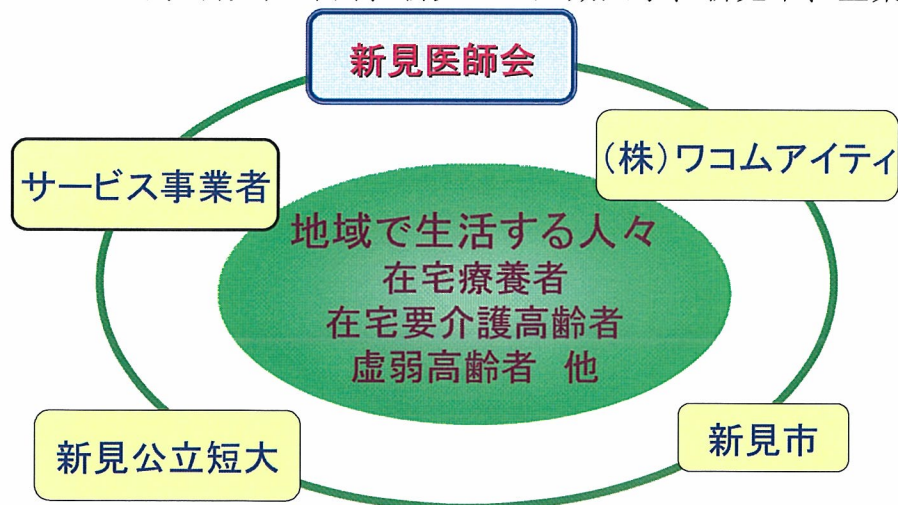 新見医師会
(株)ワコムアイティ
サービス事業者
地域で生活する人々
在宅療養者
在宅要介護高齢者
虚弱高齢者 他
新見公立短大
新見市